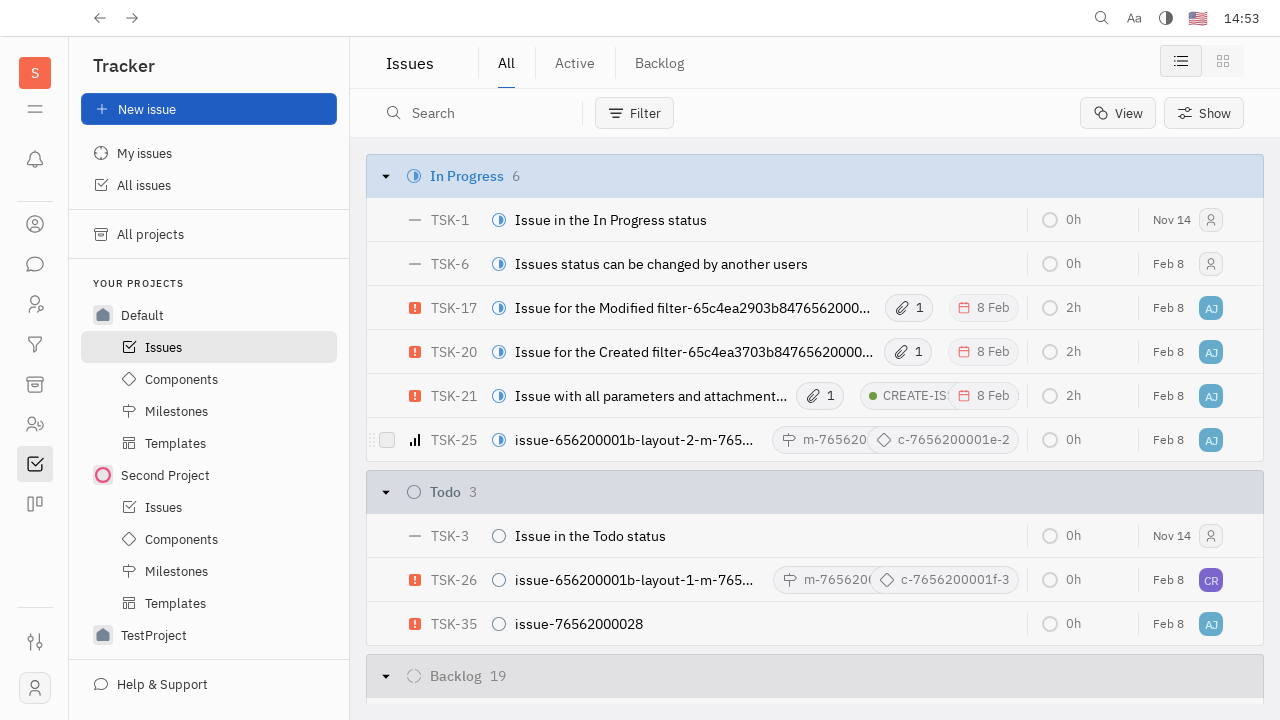 Aa 14:53
S
Tracker
New issue
My issues
All issues
All projects
YOUR PROJECTS
Default
Issues
Components
Milestones
Templates
Second Project
Issues
Components
Milestones
Templates
TestProject
Help & Support
Issues All Active Backlog
Search Filter View Show
In Progress 6
TSK-1 Issue in the In Progress status 0h Nov 14
TSK-6 Issues status can be changed by another users 0h Feb 8
TSK-17 Issue for the Modified filter-65c4ea2903b8476562000... 1 8 Feb 2h Feb 8 AJ
TSK-20 Issue for the Created filter-65c4ea3703b84765620000... 1 8 Feb 2h Feb 8 AJ
TSK-21 Issue with all parameters and attachment... 1 CREATE-IS 8 Feb 2h Feb 8 AJ
TSK-25 issue-656200001b-layout-2-m-765... m-765620 c-7656200001e-2 0h Feb 8 AJ
Todo 3
TSK-3 Issue in the Todo status 0h Nov 14
TSK-26 issue-656200001b-layout-1-m-765... m-765620 c-7656200001f-3 0h Feb 8 CR
TSK-35 issue-76562000028 0h Feb 8 AJ
Backlog 19